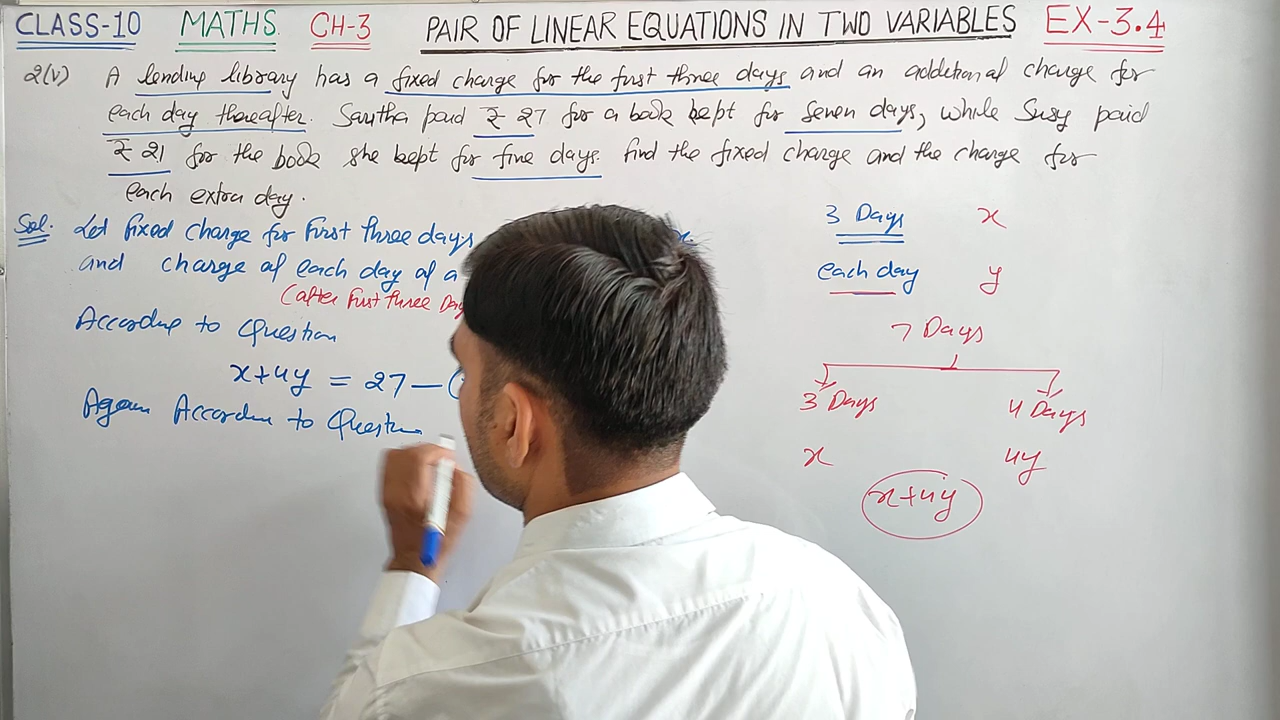 CLASS-10 MATHS CH-3 PAIR OF LINEAR EQUATIONS IN TWO VARIABLES EX-3.4
2(v) A lending library has a fixed charge for the first three days and an additional charge for
each day thereafter. Saritha paid ₹ 27 for a book kept for seven days, while Susy paid
₹ 21 for the book she kept for five days. Find the fixed charge and the charge for
each extra day.
Sol. Let fixed charge for first three days x.
and charge of each day of a
(after first three Day
According to Question
x+4y = 27 —
Again According to Question
3 Days x
each day y
7 Days
3 Days 4 Days
x 4y
x+4y